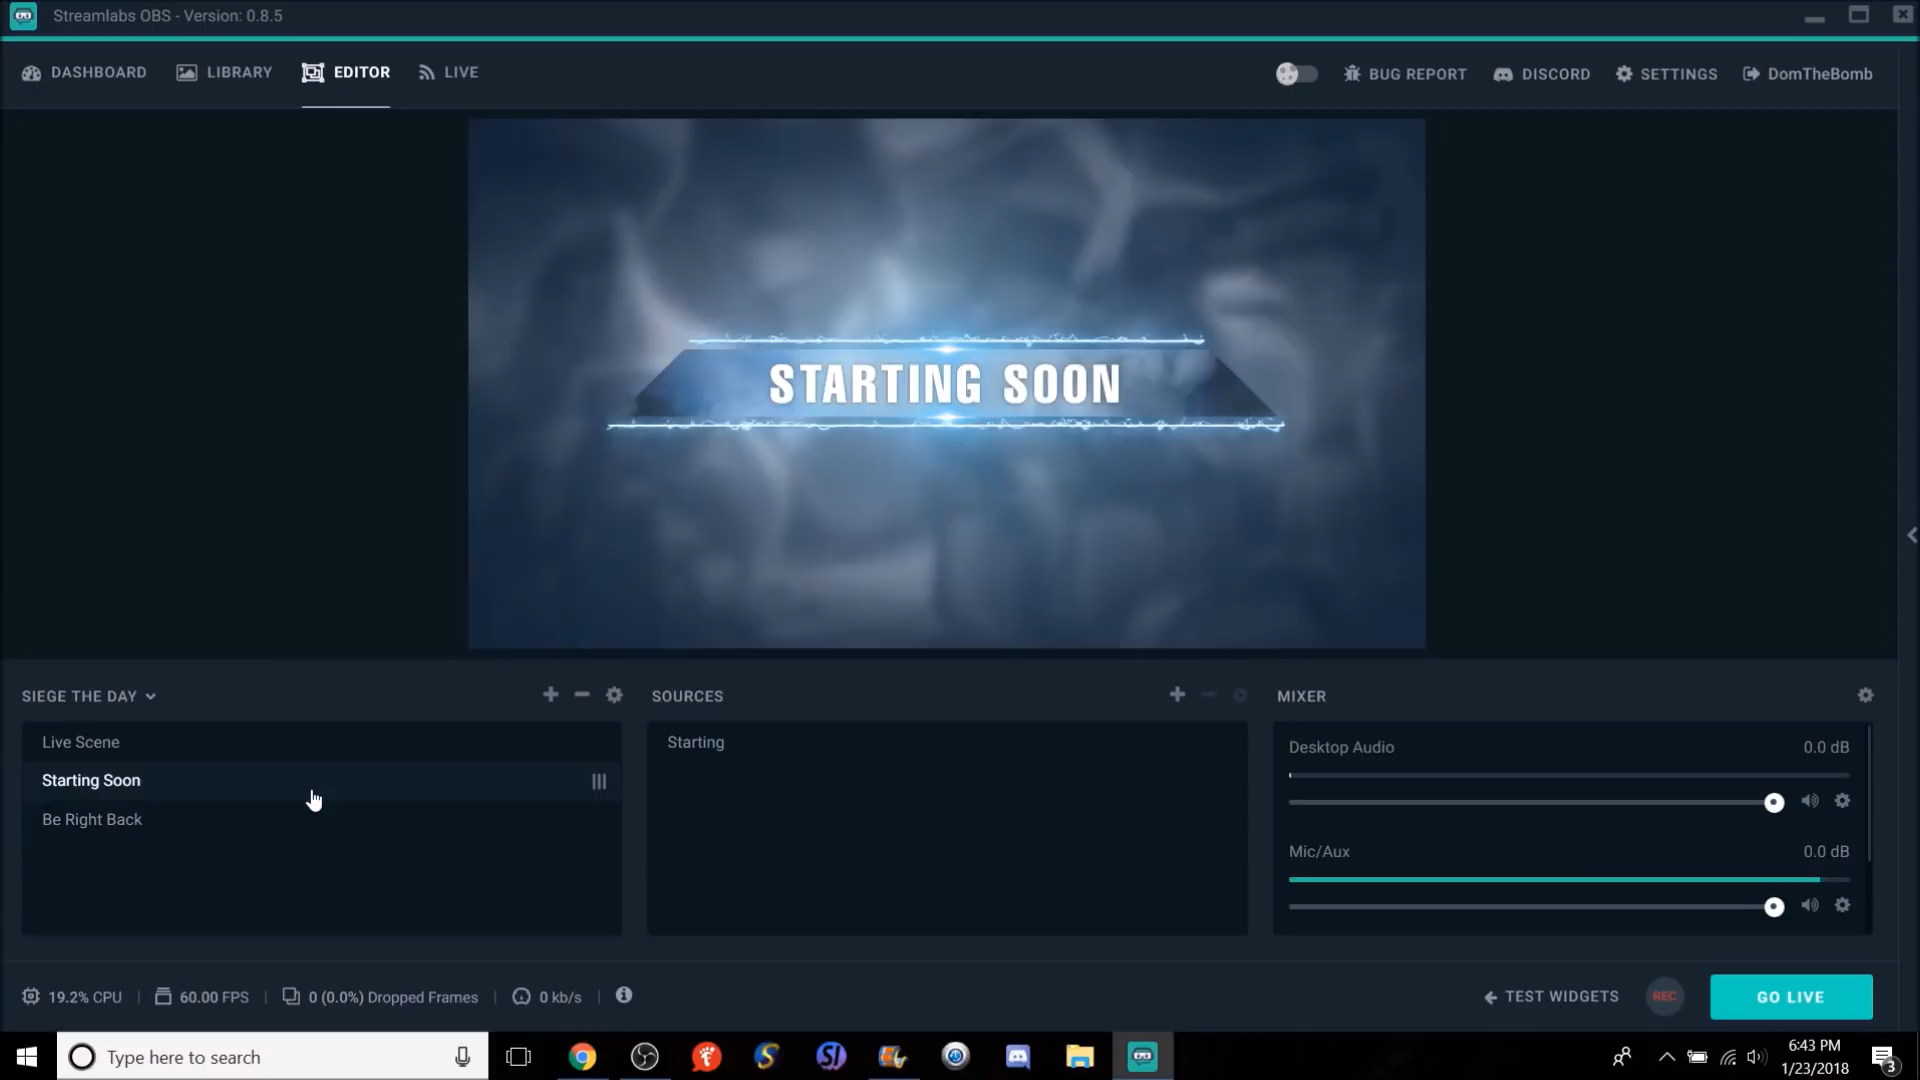 Streamlabs OBS - Version: 0.8.5
DASHBOARD LIBRARY EDITOR LIVE BUG REPORT DISCORD SETTINGS DomTheBomb
STARTING SOON
SIEGE THE DAY SOURCES MIXER
Live Scene
Starting Soon
Be Right Back
Starting
Desktop Audio 0.0 dB
Mic/Aux 0.0 dB
19.2% CPU 60.00 FPS 0 (0.0%) Dropped Frames 0 kb/s TEST WIDGETS REC GO LIVE
Type here to search
6:43 PM
1/23/2018
3